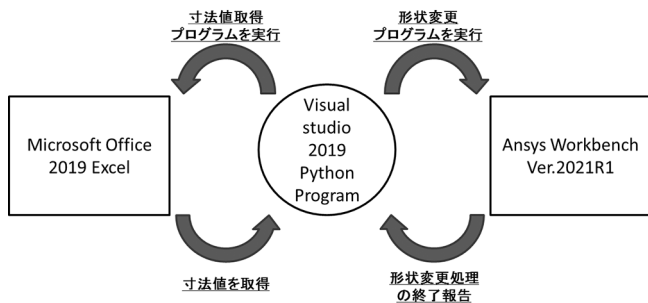 寸法値取得
プログラムを実行
形状変更
プログラムを実行
Microsoft Office
2019 Excel
Visual
studio
2019
Python
Program
Ansys Workbench
Ver.2021R1
寸法値を取得
形状変更処理
の終了報告